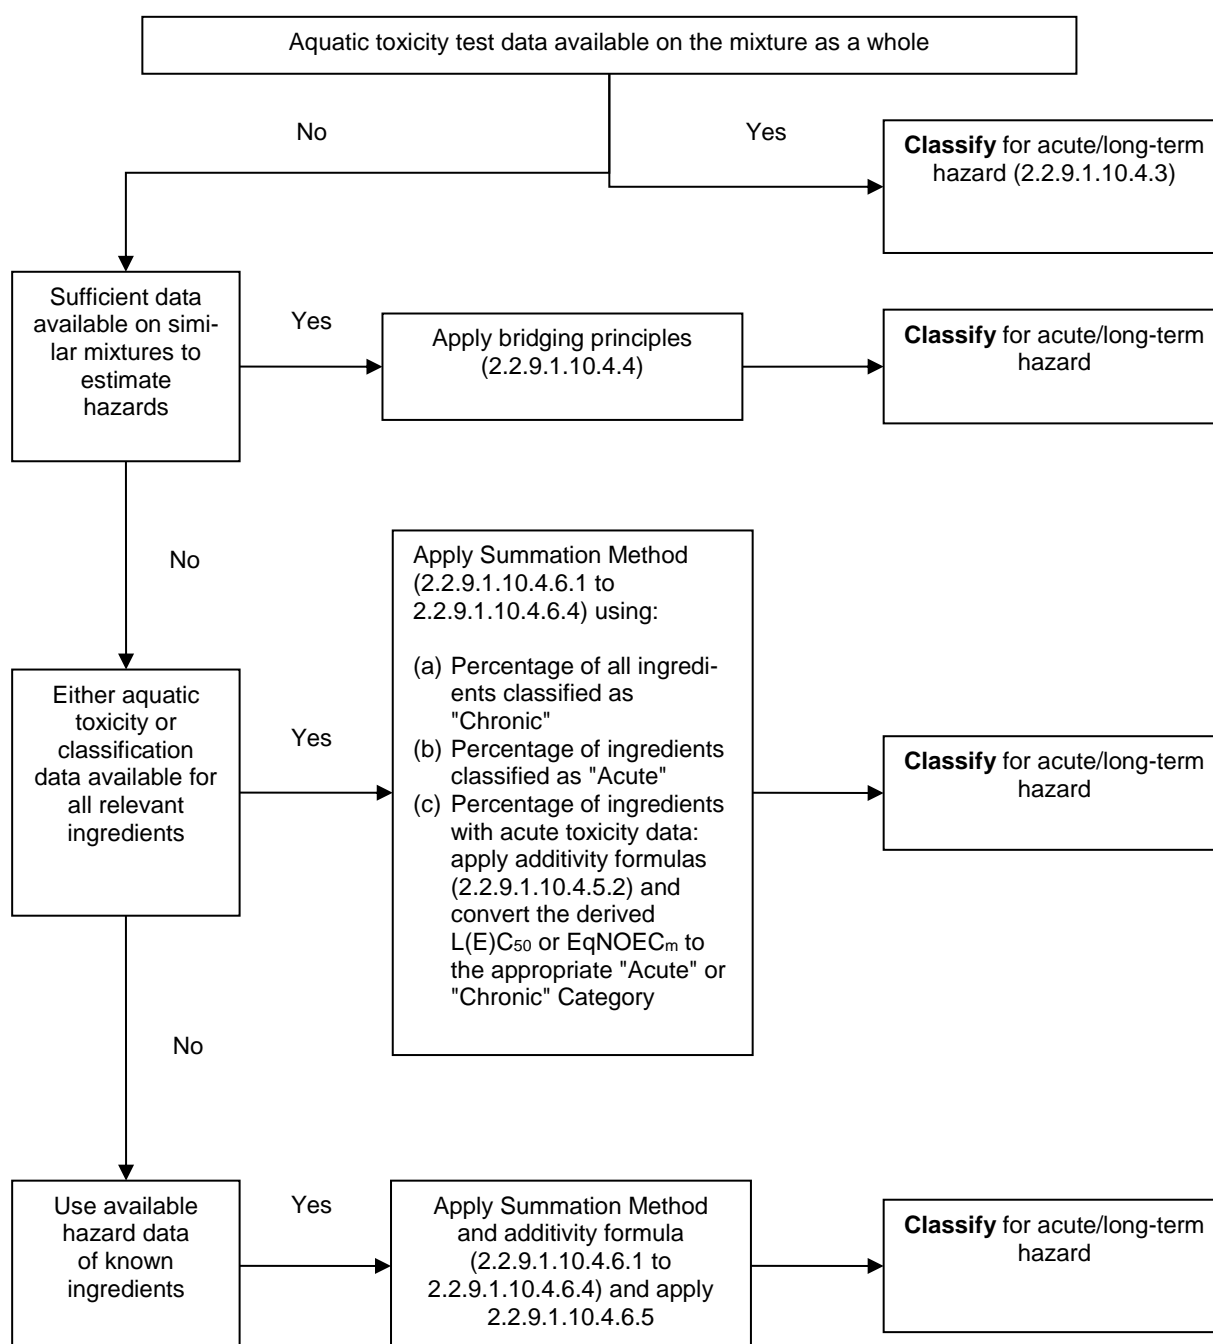 Aquatic toxicity test data available on the mixture as a whole
No
Yes
Classify for acute/long-term
hazard (2.2.9.1.10.4.3)
Sufficient data
available on simi-
lar mixtures to
estimate
hazards
Yes
Apply bridging principles
(2.2.9.1.10.4.4)
Classify for acute/long-term
hazard
No
Either aquatic
toxicity or
classification
data available for
all relevant
ingredients
Yes
Apply Summation Method
(2.2.9.1.10.4.6.1 to
2.2.9.1.10.4.6.4) using:
(a) Percentage of all ingredi-
ents classified as
"Chronic"
(b) Percentage of ingredients
classified as "Acute"
(c) Percentage of ingredients
with acute toxicity data:
apply additivity formulas
(2.2.9.1.10.4.5.2) and
convert the derived
L(E)C₅₀ or EqNOECₘ to
the appropriate "Acute" or
"Chronic" Category
Classify for acute/long-term
hazard
No
Use available
hazard data
of known
ingredients
Yes
Apply Summation Method
and additivity formula
(2.2.9.1.10.4.6.1 to
2.2.9.1.10.4.6.4) and apply
2.2.9.1.10.4.6.5
Classify for acute/long-term
hazard